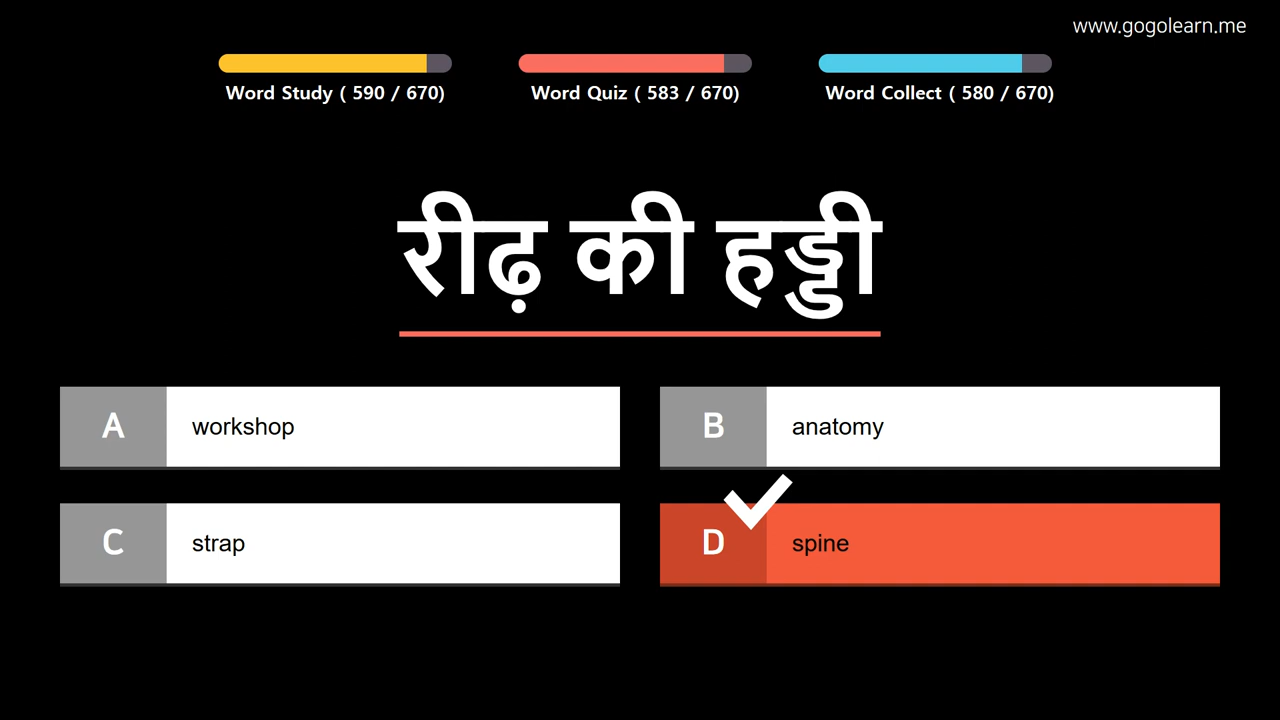 www.gogolearn.me
Word Study ( 590 / 670)
Word Quiz ( 583 / 670)
Word Collect ( 580 / 670)
रीढ़ की हड्डी
A workshop
B anatomy
C strap
D spine